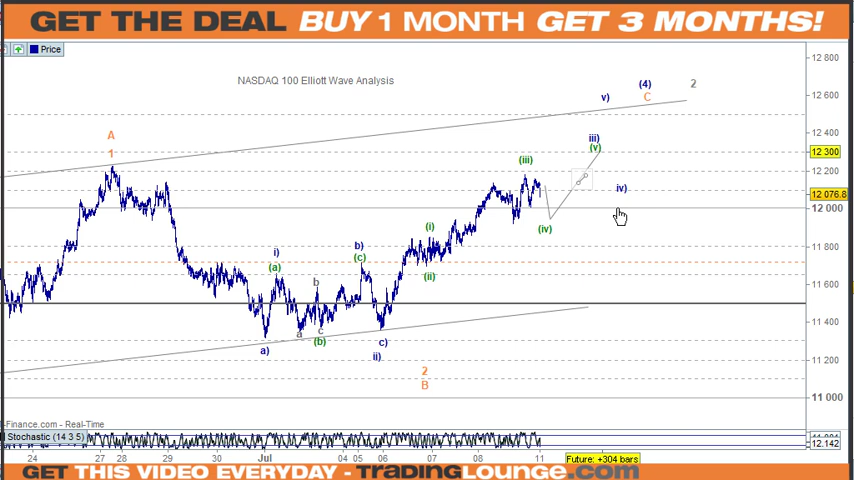 GET THE DEAL BUY 1 MONTH GET 3 MONTHS!
Price
12 800
NASDAQ 100 Elliott Wave Analysis
(4)
2
v)
C
12 600
A
12 400
1
iii)
(v)
12.300
(iii)
12 200
iv)
12 076.8
12 000
(i)
(iv)
i)
b)
11 800
(a)
(c)
(ii)
b
11 600
11 400
a
c
(b)
c)
a)
ii)
11 200
2
B
11 000
-Finance.com - Real-Time
Stochastic (14 3 5)
12.142
24
27
28
29
30
Jul
04
05
06
07
08
11
Future: +304 bars
GET THIS VIDEO EVERYDAY - TRADINGLOUNGE.COM